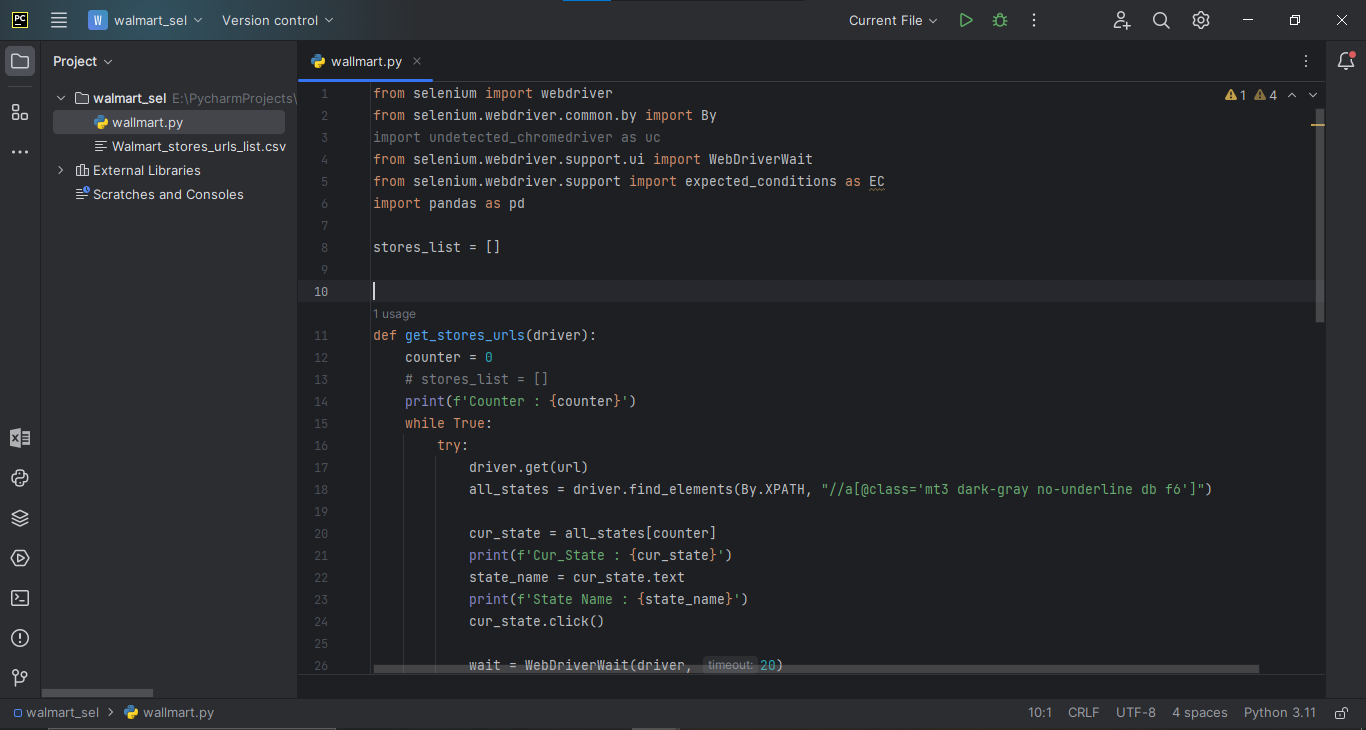 PC W walmart_sel Version control Current File
Project
wallmart.py
walmart_sel E:\PycharmProjects\
wallmart.py
Walmart_stores_urls_list.csv
External Libraries
Scratches and Consoles
1 4
1 from selenium import webdriver
2 from selenium.webdriver.common.by import By
3 import undetected_chromedriver as uc
4 from selenium.webdriver.support.ui import WebDriverWait
5 from selenium.webdriver.support import expected_conditions as EC
6 import pandas as pd
7
8 stores_list = []
9
10
1 usage
11 def get_stores_urls(driver):
12 counter = 0
13 # stores_list = []
14 print(f'Counter : {counter}')
15 while True:
16 try:
17 driver.get(url)
18 all_states = driver.find_elements(By.XPATH, "//a[@class='mt3 dark-gray no-underline db f6']")
19
20 cur_state = all_states[counter]
21 print(f'Cur_State : {cur_state}')
22 state_name = cur_state.text
23 print(f'State Name : {state_name}')
24 cur_state.click()
25
26 wait = WebDriverWait(driver, timeout: 20)
walmart_sel wallmart.py 10:1 CRLF UTF-8 4 spaces Python 3.11